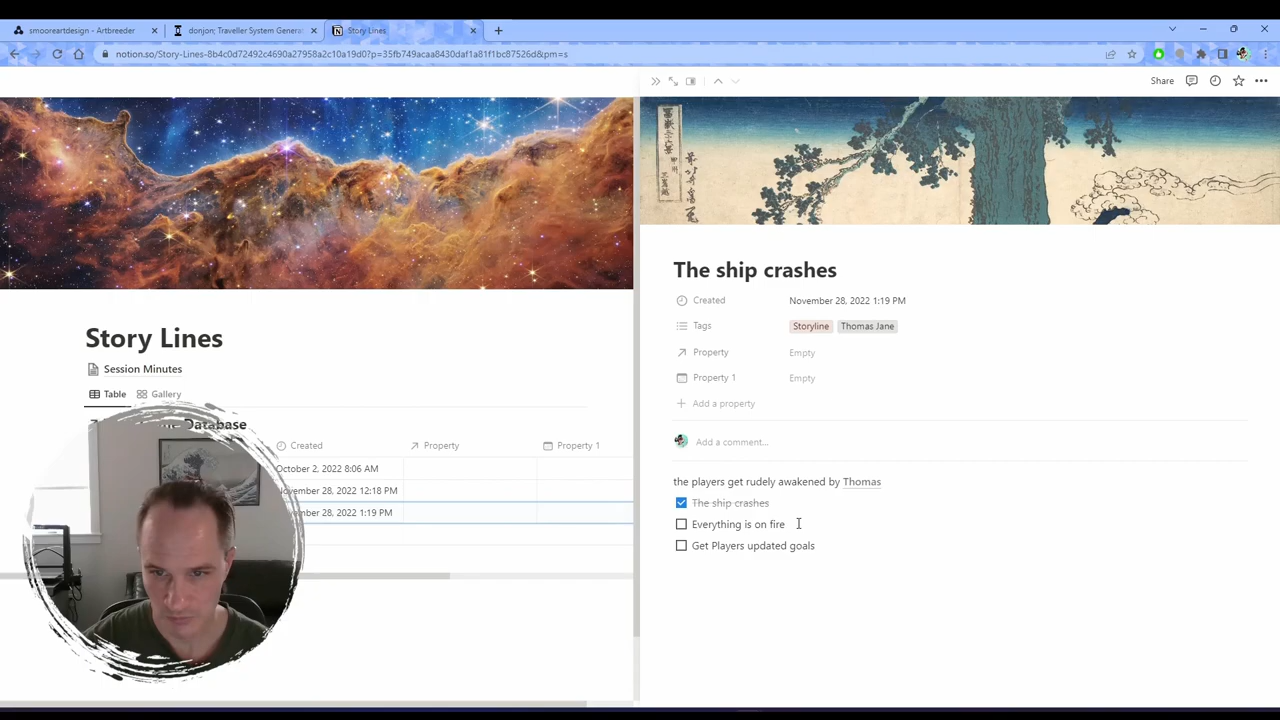 smooreartdesign - Artbreeder
donjon; Traveller System Genera
Story Lines
notion.so/Story-Lines-8b4c0d72492c4690a27958a2c10a19d0?p=35fb749acaa8430daf1a81f1bc87526d&pm=s
Share
Story Lines
Session Minutes
Table
Gallery
Database
Created
Property
Property 1
October 2, 2022 8:06 AM
November 28, 2022 12:18 PM
28, 2022 1:19 PM
The ship crashes
Created
November 28, 2022 1:19 PM
Tags
Storyline
Thomas Jane
Property
Empty
Property 1
Empty
Add a property
Add a comment...
the players get rudely awakened by Thomas
The ship crashes
Everything is on fire
Get Players updated goals